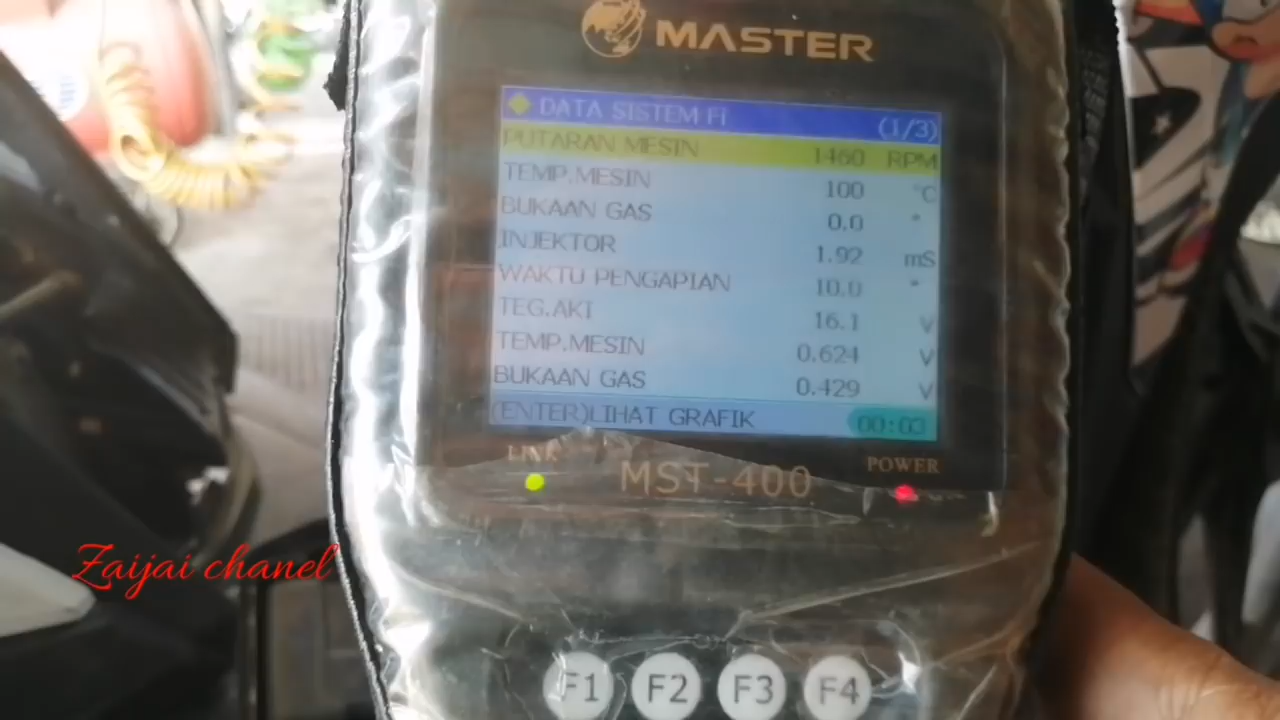 MASTER
DATA SISTEM FI (1/3)
PUTARAN MESIN 1460 RPM
TEMP.MESIN 100 °C
BUKAAN GAS 0.0 °
INJEKTOR 1.92 mS
WAKTU PENGAPIAN 10.0 °
TEG.AKI 16.1 V
TEMP.MESIN 0.624 V
BUKAAN GAS 0.429 V
(ENTER)LIHAT GRAFIK 00:03
LINK MST-400 POWER
Zaijai chanel
F1 F2 F3 F4